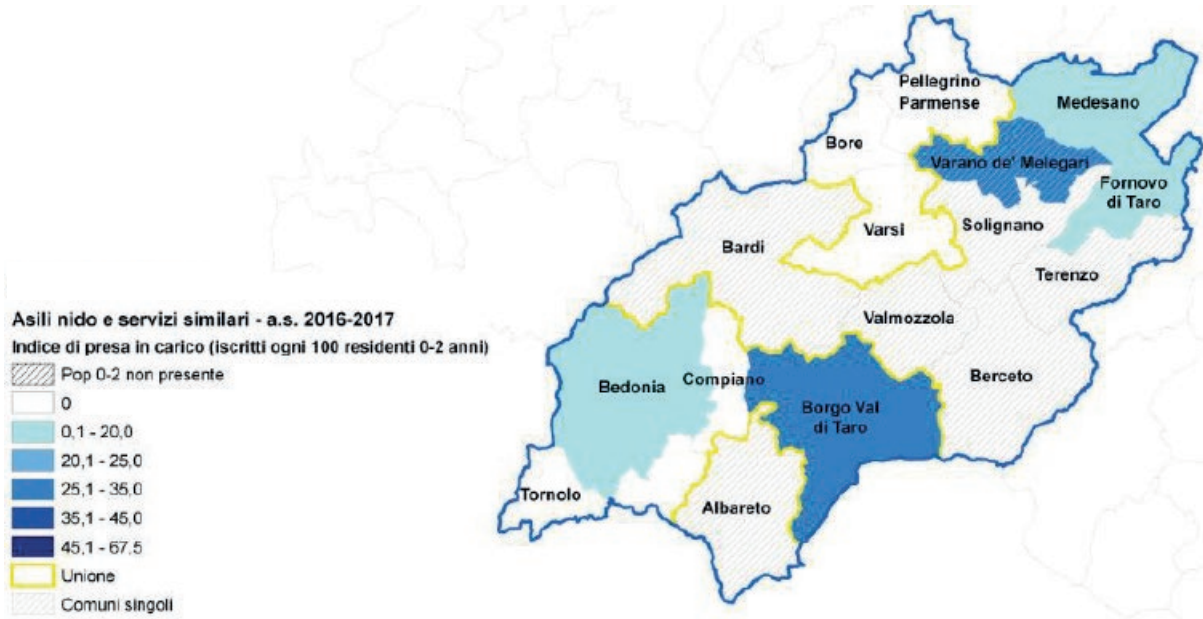 Pellegrino
Parmense
Medesano
Bore
Varano de' Melegari
Fornovo
di Taro
Varsi
Solignano
Bardi
Terenzo
Valmozzola
Berceto
Bedonia
Compiano
Borgo Val
di Taro
Tornolo
Albareto
Asili nido e servizi similari - a.s. 2016-2017
Indice di presa in carico (iscritti ogni 100 residenti 0-2 anni)
Pop 0-2 non presente
0
0,1 - 20,0
20,1 - 25,0
25,1 - 35,0
35,1 - 45,0
45,1 - 67,5
Unione
Comuni singoli